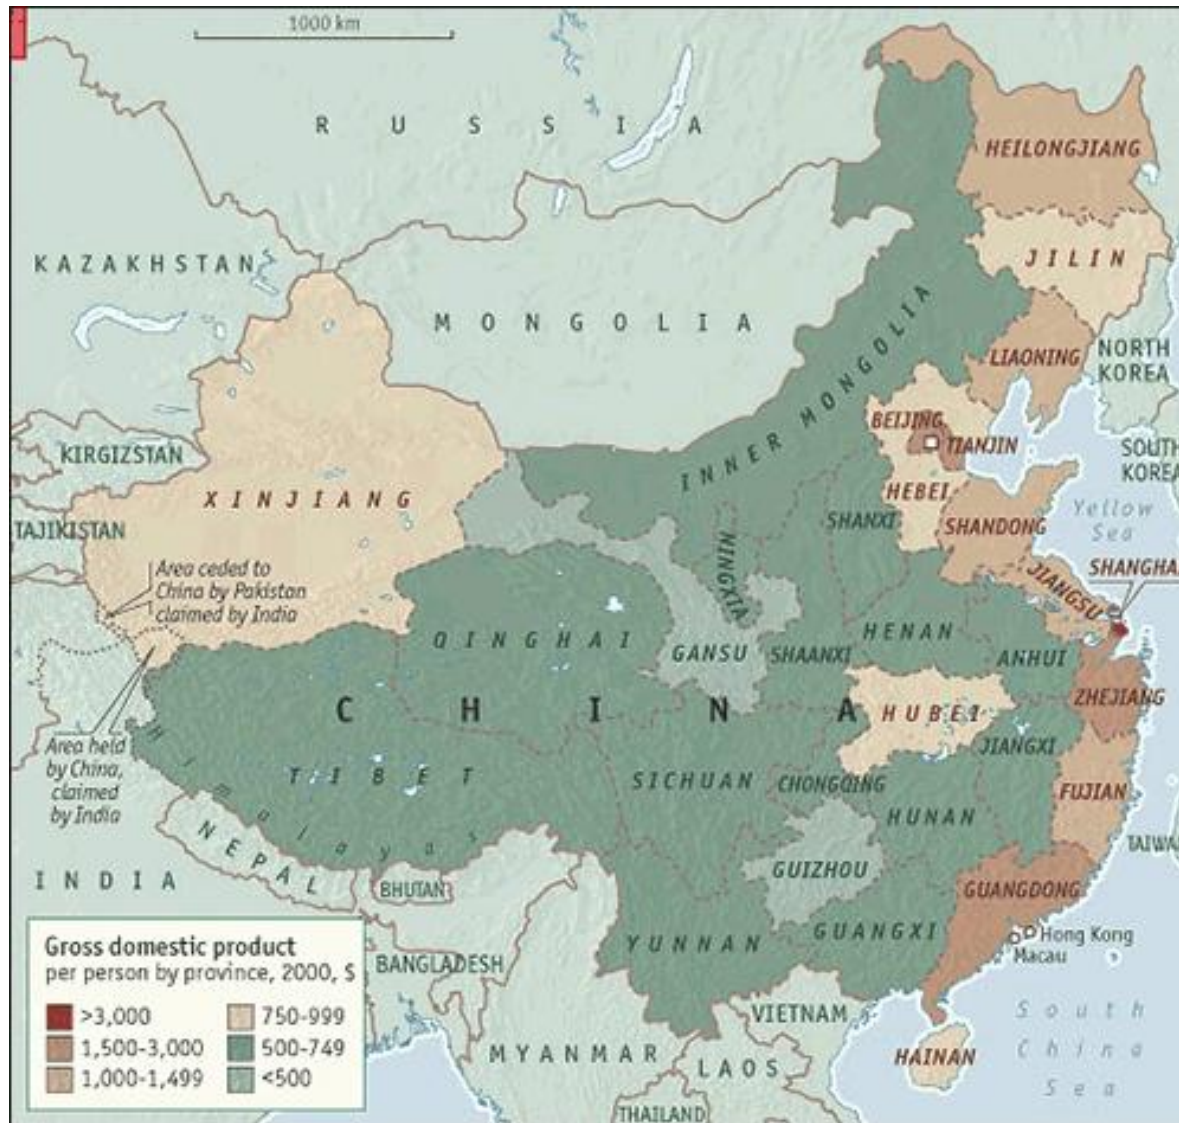 1000 km
RUSSIA
HEILONGJIANG
KAZAKHSTAN
JILIN
MONGOLIA
INNER MONGOLIA
LIAONING
NORTH
KOREA
BEIJING
TIANJIN
KIRGIZSTAN
SOUTH
KOREA
XINJIANG
HEBEI
SHANXI
SHANDONG
Yellow
Sea
TAJIKISTAN
NINGXIA
Area ceded to
China by Pakistan
claimed by India
SHANGHA
JIANGSU
QINGHAI
GANSU
SHAANXI
HENAN
ANHUI
CHINA
HUBEI
ZHEJIANG
Area held
by China,
claimed
by India
Himalayas
TIBET
SICHUAN
CHONGQING
JIANGXI
HUNAN
FUJIAN
NEPAL
TAIWA
INDIA
BHUTAN
GUIZHOU
GUANGDONG
YUNNAN
GUANGXI
Hong Kong
Macau
BANGLADESH
VIETNAM
South
China
Sea
MYANMAR
LAOS
HAINAN
THAILAND
Gross domestic product
per person by province, 2000, $
>3,000
1,500-3,000
1,000-1,499
750-999
500-749
<500